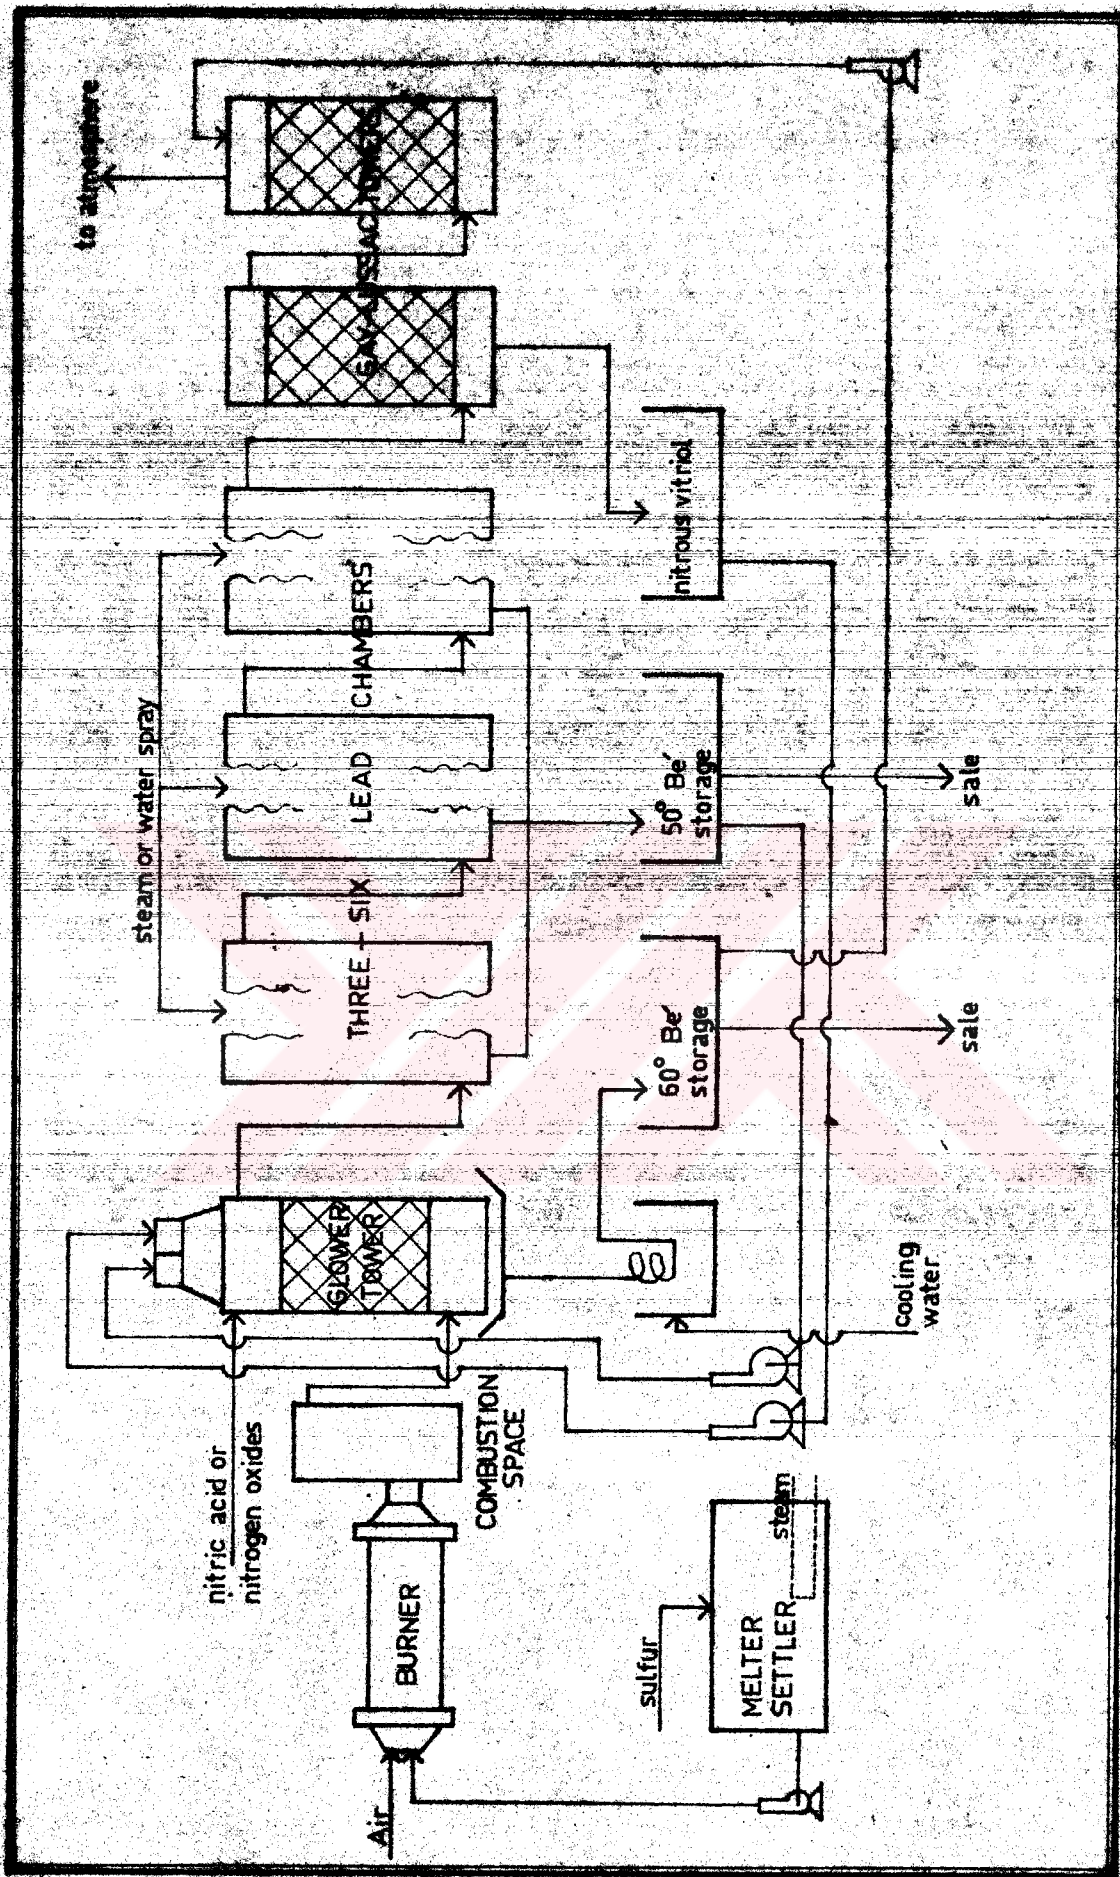 to atmosphere
steam or water spray
nitric acid or
nitrogen oxides
GLOWER
TOWER
THREE - SIX LEAD CHAMBERS
GAY-LUSSAC TOWERS
Air
BURNER
COMBUSTION
SPACE
sulfur
MELTER
SETTLER
steam
cooling
water
60° Be'
storage
50° Be'
storage
nitrous vitriol
sale
sale